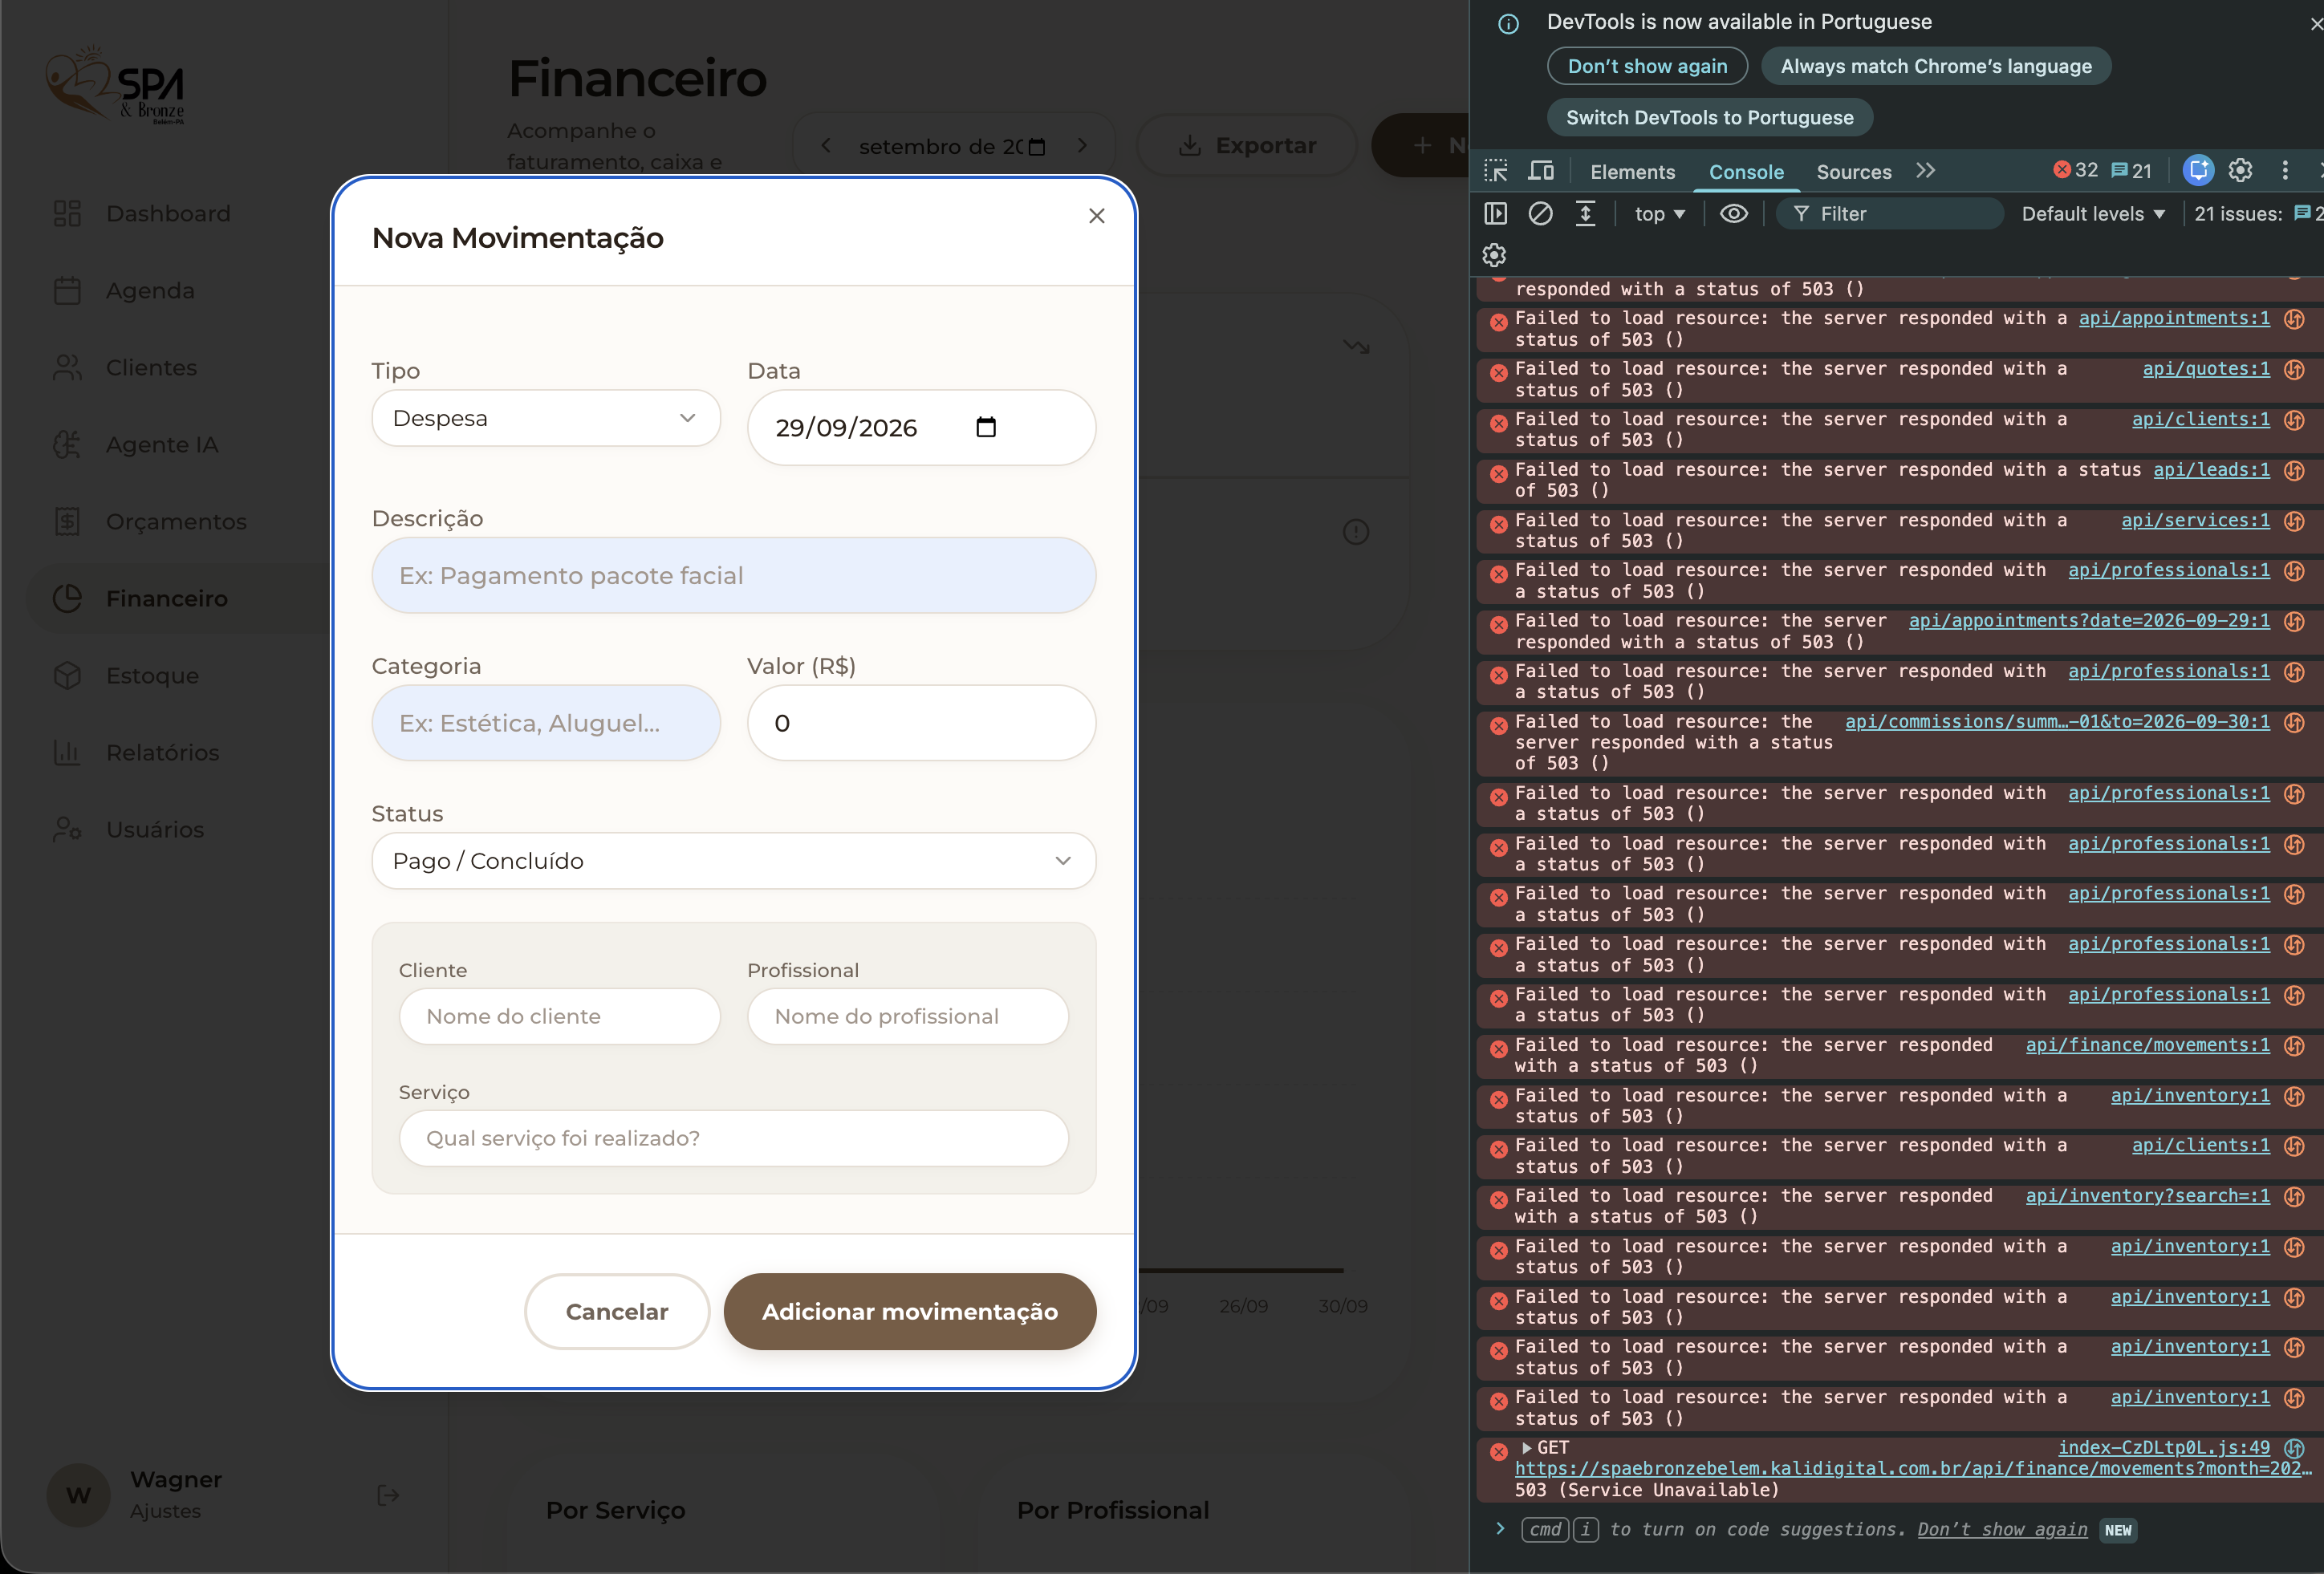 SPA
& Bronze
Belém-PA
Dashboard
Agenda
Clientes
Agente IA
Orçamentos
Financeiro
Estoque
Relatórios
Usuários
W
Wagner
Ajustes
Financeiro
Acompanhe o
faturamento, caixa e
setembro de 20
Exportar
Nova Movimentação
Tipo
Data
Despesa
29/09/2026
Descrição
Ex: Pagamento pacote facial
Categoria
Valor (R$)
Ex: Estética, Aluguel...
0
Status
Pago / Concluído
Cliente
Profissional
Nome do cliente
Nome do profissional
Serviço
Qual serviço foi realizado?
Cancelar
Adicionar movimentação
/09
26/09
30/09
Por Serviço
Por Profissional
DevTools is now available in Portuguese
Don't show again
Always match Chrome's language
Switch DevTools to Portuguese
Elements
Console
Sources
32
21
top
Filter
Default levels
21 issues:
2
responded with a status of 503 ()
Failed to load resource: the server responded with a api/appointments:1
status of 503 ()
Failed to load resource: the server responded with a api/quotes:1
status of 503 ()
Failed to load resource: the server responded with a api/clients:1
status of 503 ()
Failed to load resource: the server responded with a status api/leads:1
of 503 ()
Failed to load resource: the server responded with a api/services:1
status of 503 ()
Failed to load resource: the server responded with api/professionals:1
a status of 503 ()
Failed to load resource: the server api/appointments?date=2026-09-29:1
responded with a status of 503 ()
Failed to load resource: the server responded with api/professionals:1
a status of 503 ()
Failed to load resource: the api/commissions/summ…-01&to=2026-09-30:1
server responded with a status
of 503 ()
Failed to load resource: the server responded with api/professionals:1
a status of 503 ()
Failed to load resource: the server responded with api/professionals:1
a status of 503 ()
Failed to load resource: the server responded with api/professionals:1
a status of 503 ()
Failed to load resource: the server responded with api/professionals:1
a status of 503 ()
Failed to load resource: the server responded with api/professionals:1
a status of 503 ()
Failed to load resource: the server responded api/finance/movements:1
with a status of 503 ()
Failed to load resource: the server responded with a api/inventory:1
status of 503 ()
Failed to load resource: the server responded with a api/clients:1
status of 503 ()
Failed to load resource: the server responded api/inventory?search=:1
with a status of 503 ()
Failed to load resource: the server responded with a api/inventory:1
status of 503 ()
Failed to load resource: the server responded with a api/inventory:1
status of 503 ()
Failed to load resource: the server responded with a api/inventory:1
status of 503 ()
Failed to load resource: the server responded with a api/inventory:1
status of 503 ()
GET index-CzDLtp0L.js:49
https://spaebronzebelem.kalidigital.com.br/api/finance/movements?month=202…
503 (Service Unavailable)
cmd i to turn on code suggestions. Don't show again NEW